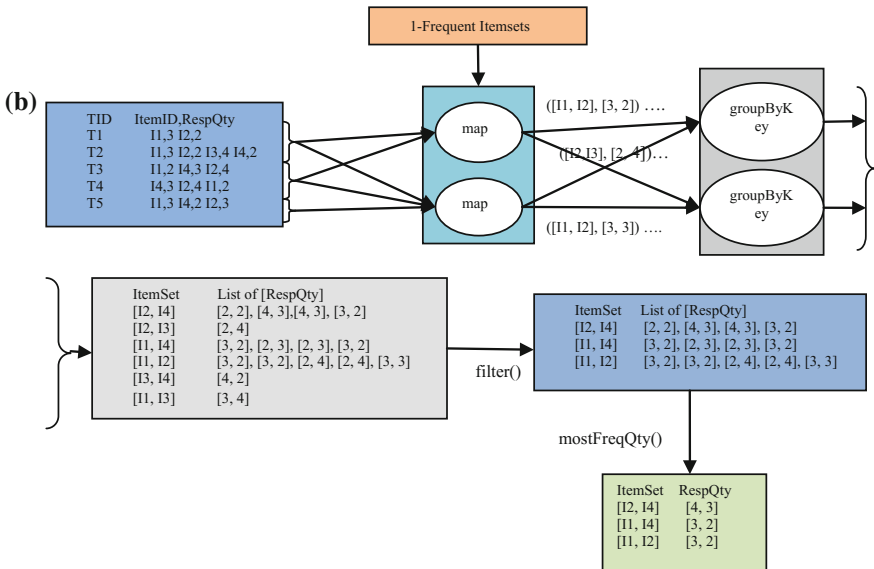 1-Frequent Itemsets
(b)
TID ItemID,RespQty
T1 I1,3 I2,2
T2 I1,3 I2,2 I3,4 I4,2
T3 I1,2 I4,3 I2,4
T4 I4,3 I2,4 I1,2
T5 I1,3 I4,2 I2,3
map
map
([I1, I2], [3, 2]) ….
([I2,I3], [2, 4])…
([I1, I2], [3, 3]) ….
groupByK
ey
groupByK
ey
ItemSet List of [RespQty]
[I2, I4] [2, 2], [4, 3],[4, 3], [3, 2]
[I2, I3] [2, 4]
[I1, I4] [3, 2], [2, 3], [2, 3], [3, 2]
[I1, I2] [3, 2], [3, 2], [2, 4], [2, 4], [3, 3]
[I3, I4] [4, 2]
[I1, I3] [3, 4]
filter()
ItemSet List of [RespQty]
[I2, I4] [2, 2], [4, 3], [4, 3], [3, 2]
[I1, I4] [3, 2], [2, 3], [2, 3], [3, 2]
[I1, I2] [3, 2], [3, 2], [2, 4], [2, 4], [3, 3]
mostFreqQty()
ItemSet RespQty
[I2, I4] [4, 3]
[I1, I4] [3, 2]
[I1, I2] [3, 2]